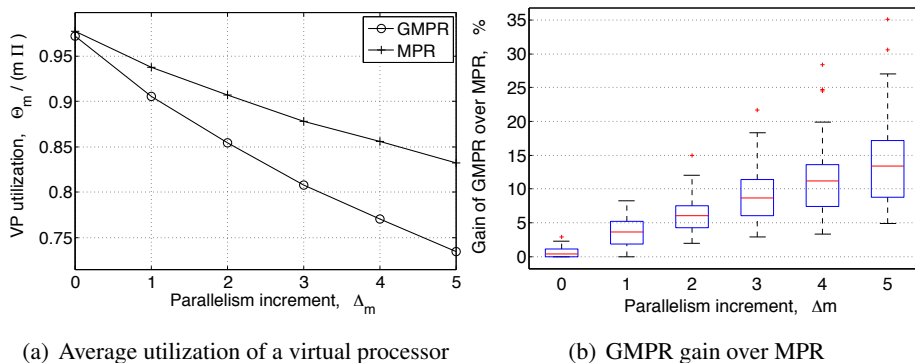 GMPR
MPR
0.95
0.9
0.85
0.8
0.75
VP utilization, Θm / (m Π)
0 1 2 3 4 5
Parallelism increment, Δm
(a) Average utilization of a virtual processor
35
30
25
20
15
10
5
0
Gain of GMPR over MPR, %
0 1 2 3 4 5
Parallelism increment, Δm
(b) GMPR gain over MPR